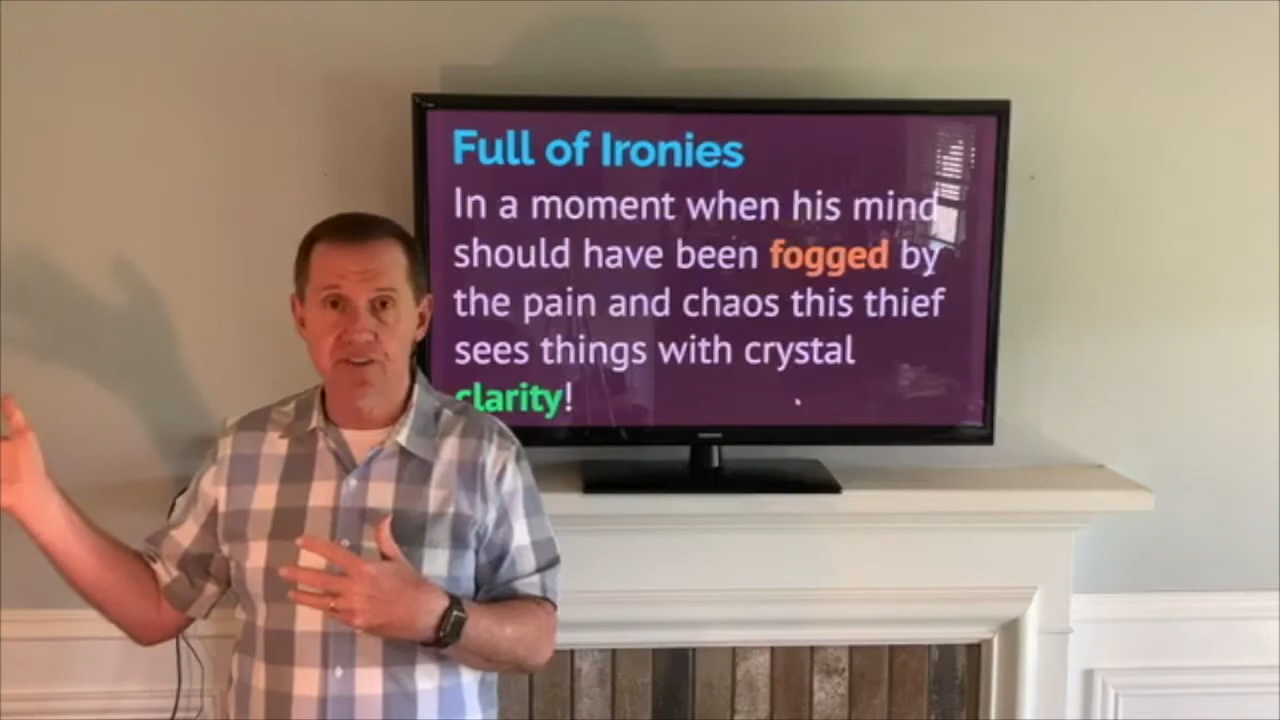 Full of Ironies
In a moment when his mind
should have been fogged by
the pain and chaos this thief
sees things with crystal
clarity!